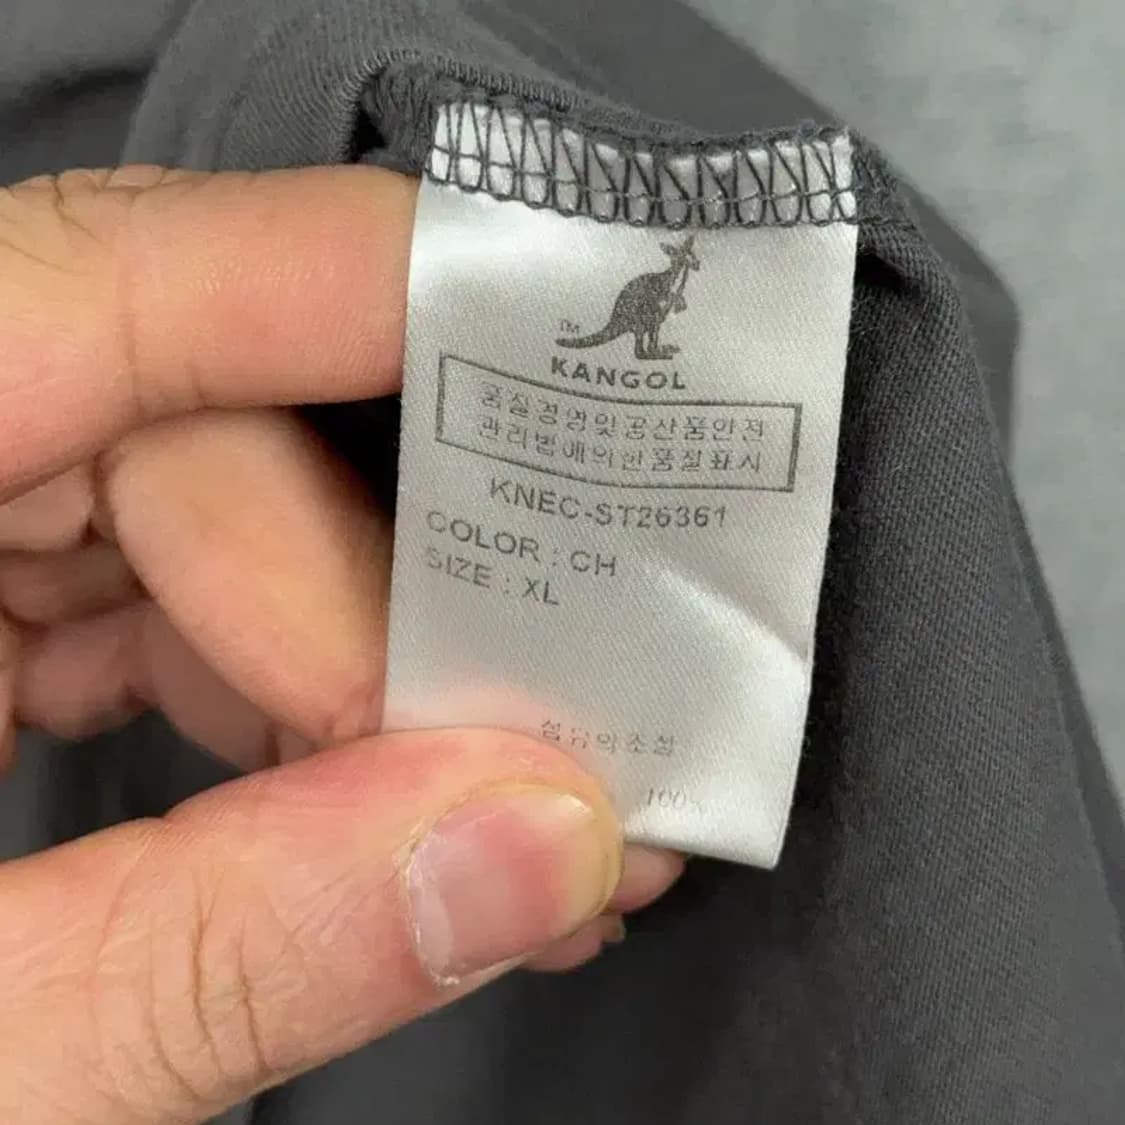 TM
KANGOL
품질경영및공산품안전
관리법에의한품질표시
KNEC-ST26361
COLOR : CH
SIZE : XL
섬유의조성
100%